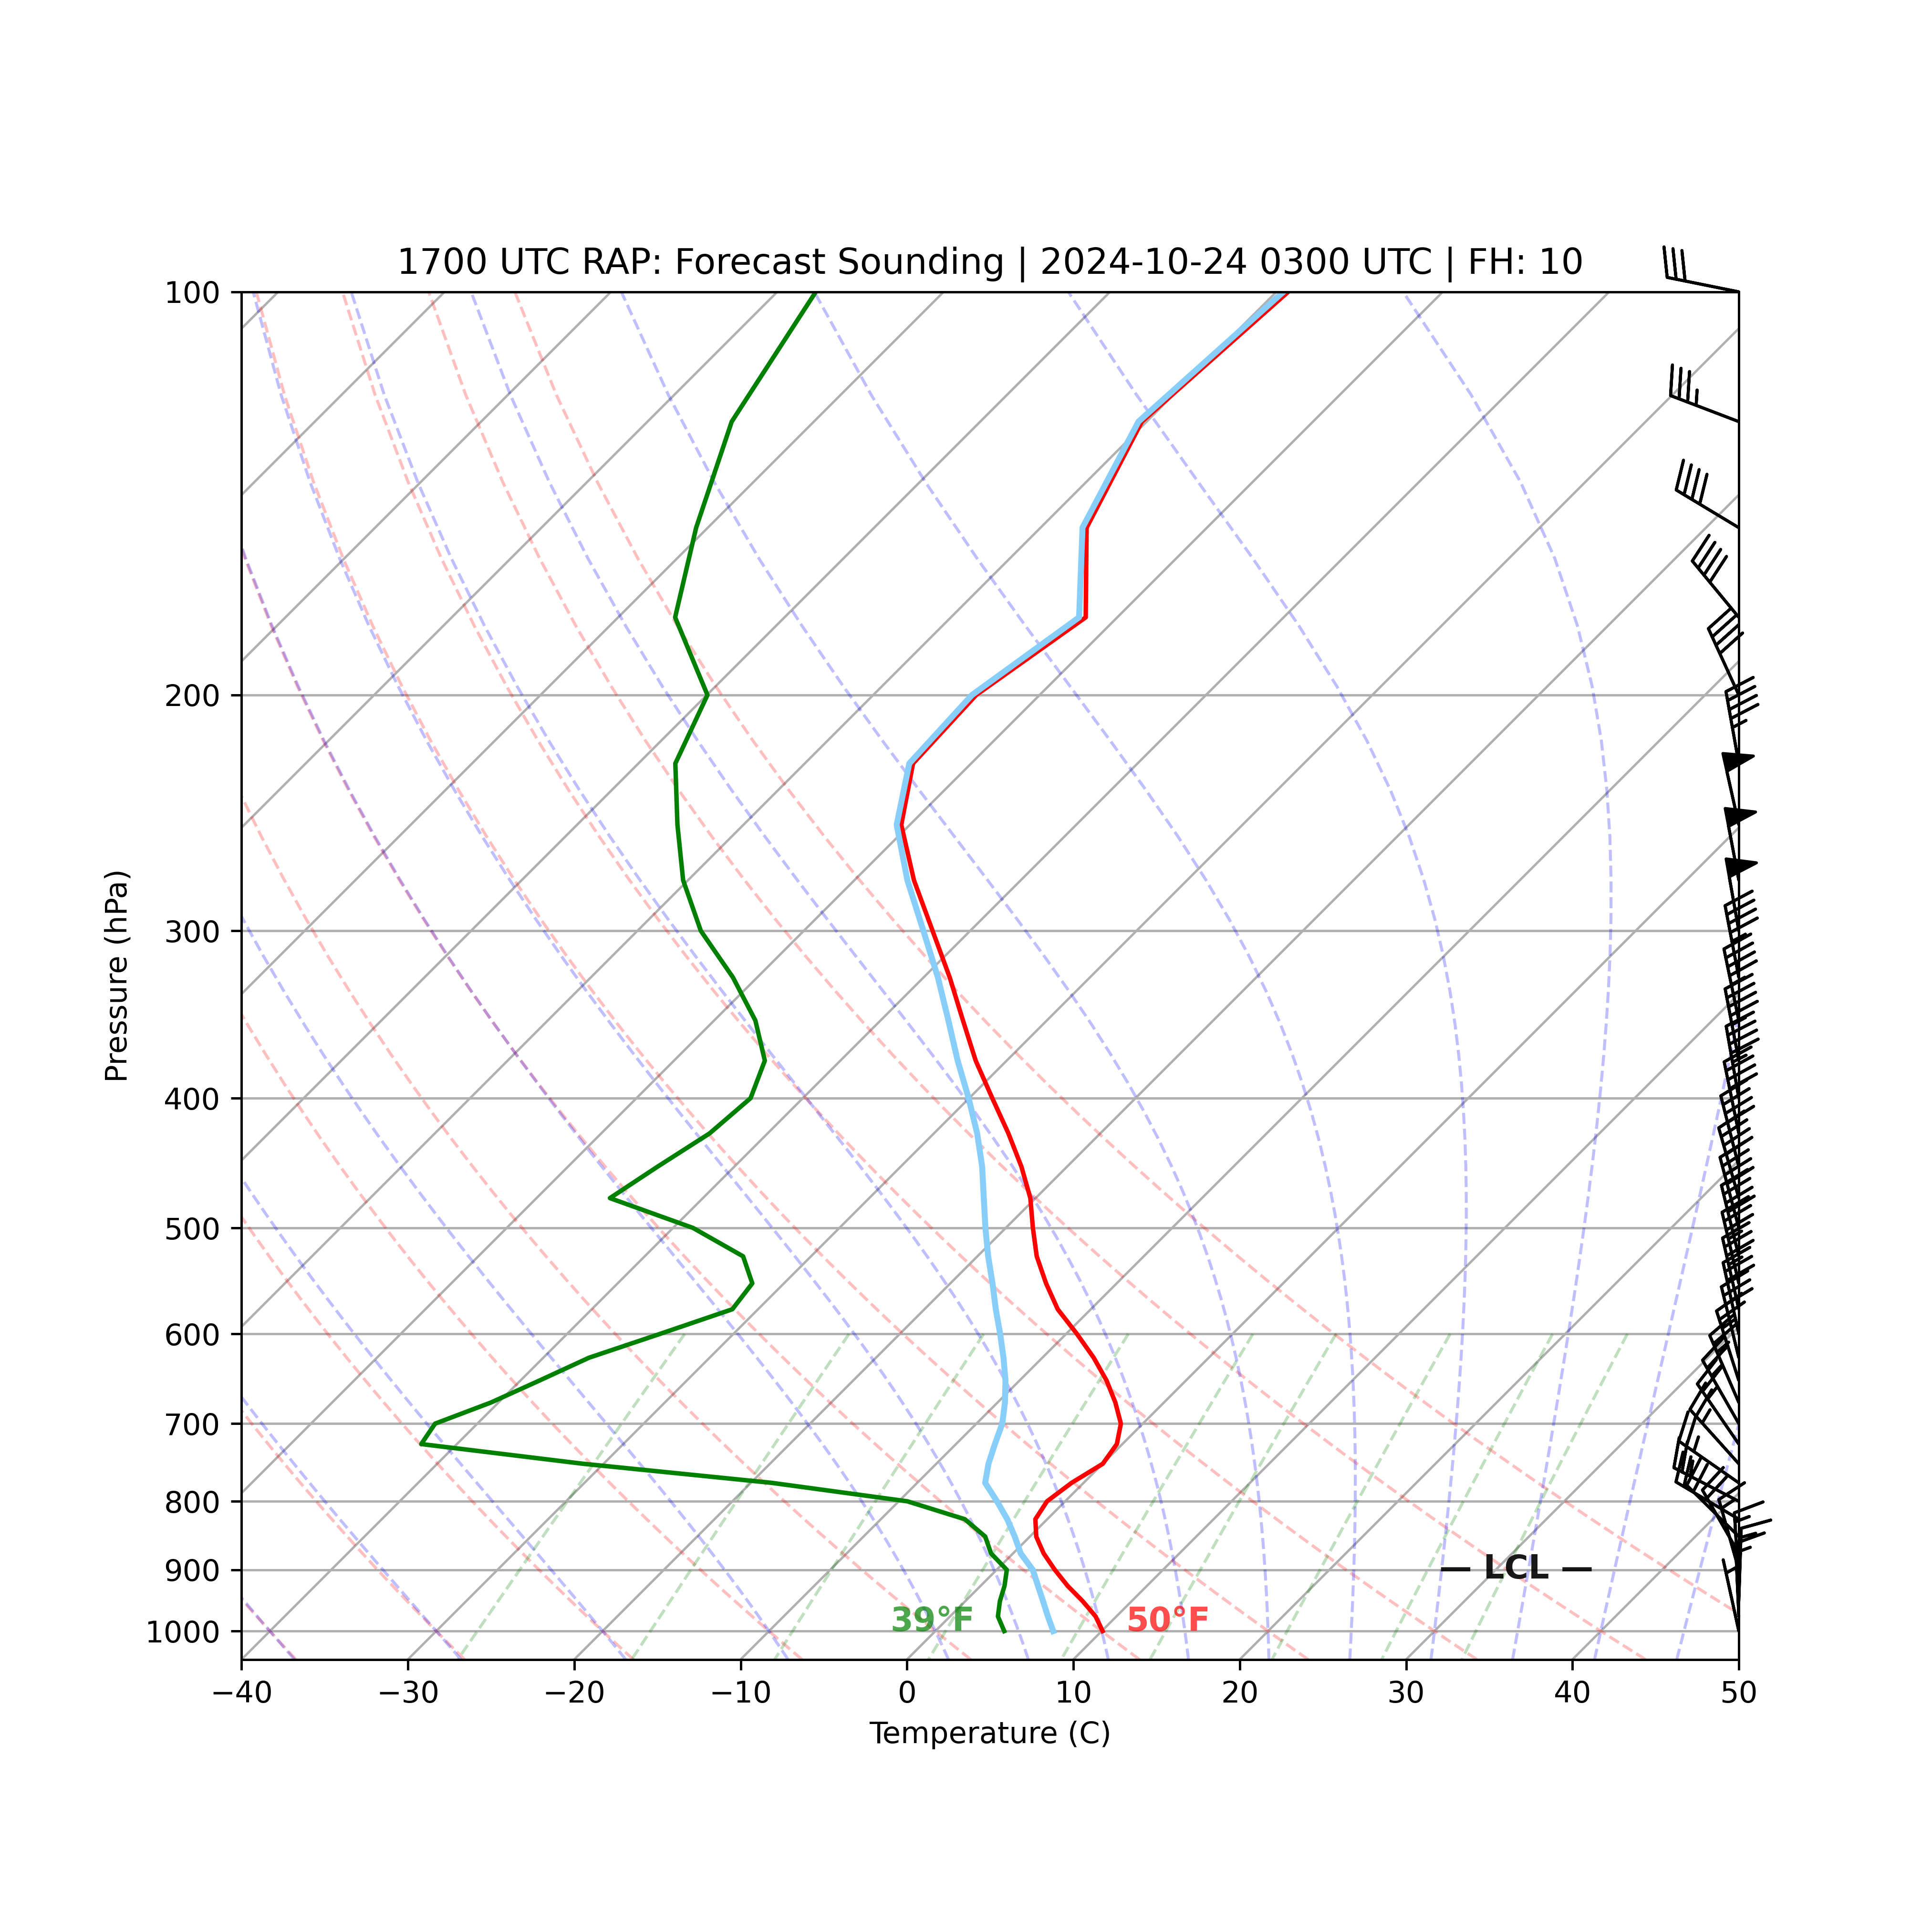 1700 UTC RAP: Forecast Sounding | 2024-10-24 0300 UTC | FH: 10
100
200
300
400
500
600
700
800
900
1000
Pressure (hPa)
— LCL —
39°F
50°F
−40 −30 −20 −10 0 10 20 30 40 50
Temperature (C)